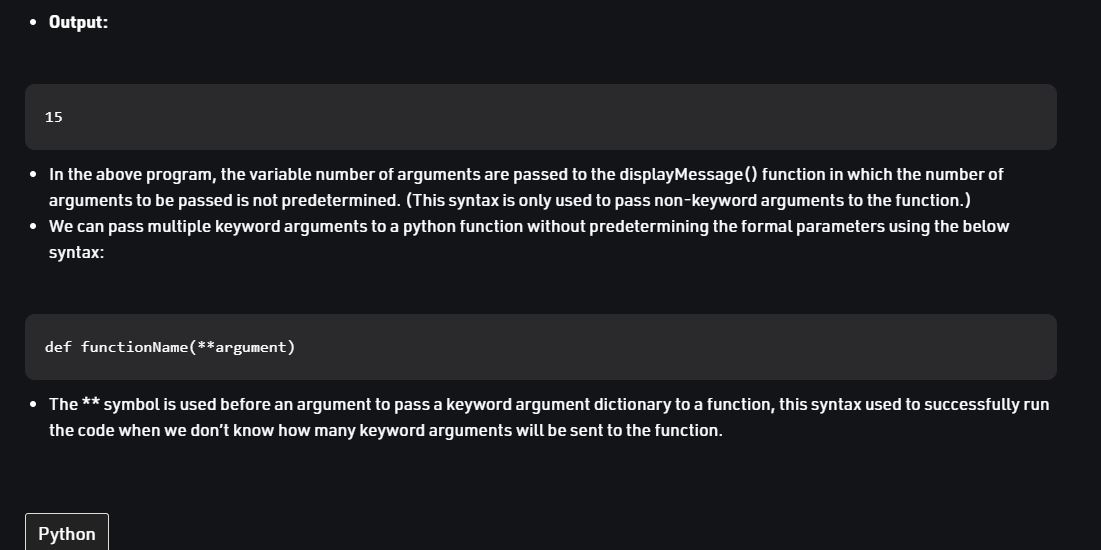 • Output:
15
• In the above program, the variable number of arguments are passed to the displayMessage() function in which the number of
arguments to be passed is not predetermined. (This syntax is only used to pass non-keyword arguments to the function.)
• We can pass multiple keyword arguments to a python function without predetermining the formal parameters using the below
syntax:
def functionName(**argument)
• The ** symbol is used before an argument to pass a keyword argument dictionary to a function, this syntax used to successfully run
the code when we don’t know how many keyword arguments will be sent to the function.
Python